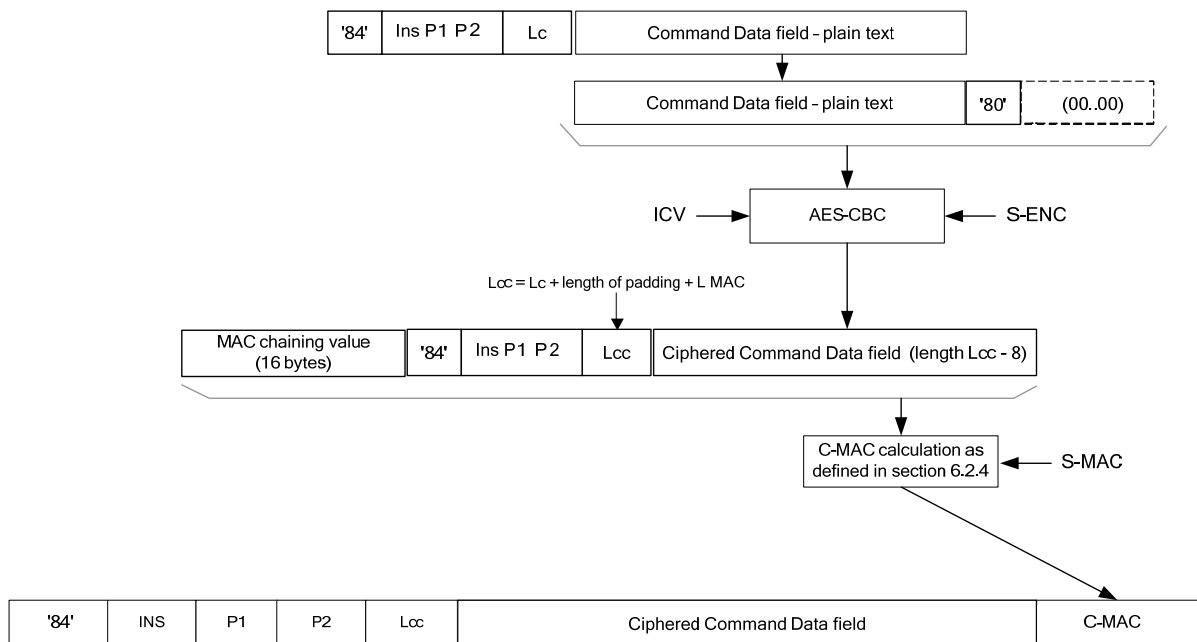 '84' Ins P1 P2 Lc Command Data field - plain text
Command Data field - plain text '80' (00..00)
ICV AES-CBC S-ENC
Lcc = Lc + length of padding + L MAC
MAC chaining value
(16 bytes) '84' Ins P1 P2 Lcc Ciphered Command Data field (length Lcc - 8)
C-MAC calculation as
defined in section 6.2.4 S-MAC
'84' INS P1 P2 Lcc Ciphered Command Data field C-MAC